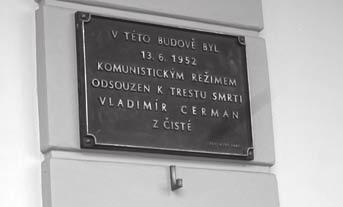 V TÉTO BUDOVĚ BYL
13. 6. 1952
KOMUNISTICKÝM REŽIMEM
ODSOUZEN K TRESTU SMRTI
VLADIMÍR CERMAN
Z ČISTÉ